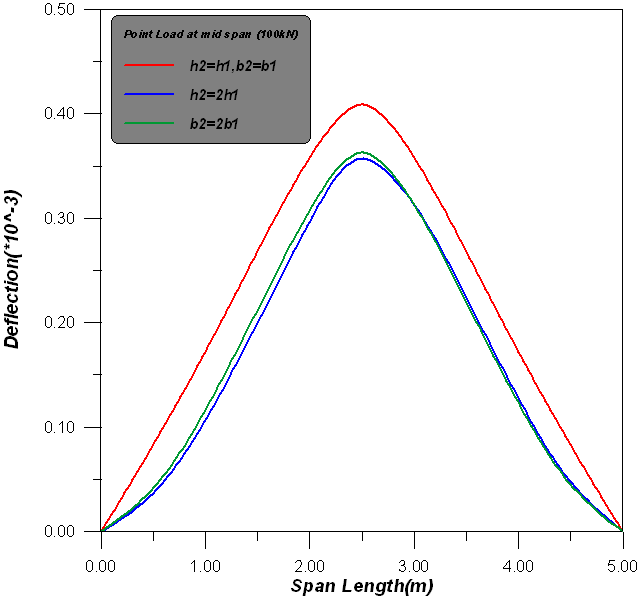 0.50
Point Load at mid span (100kN)
h2=h1,b2=b1
h2=2h1
b2=2b1
0.40
0.30
0.20
0.10
0.00
Deflection(*10^-3)
0.00 1.00 2.00 3.00 4.00 5.00
Span Length(m)